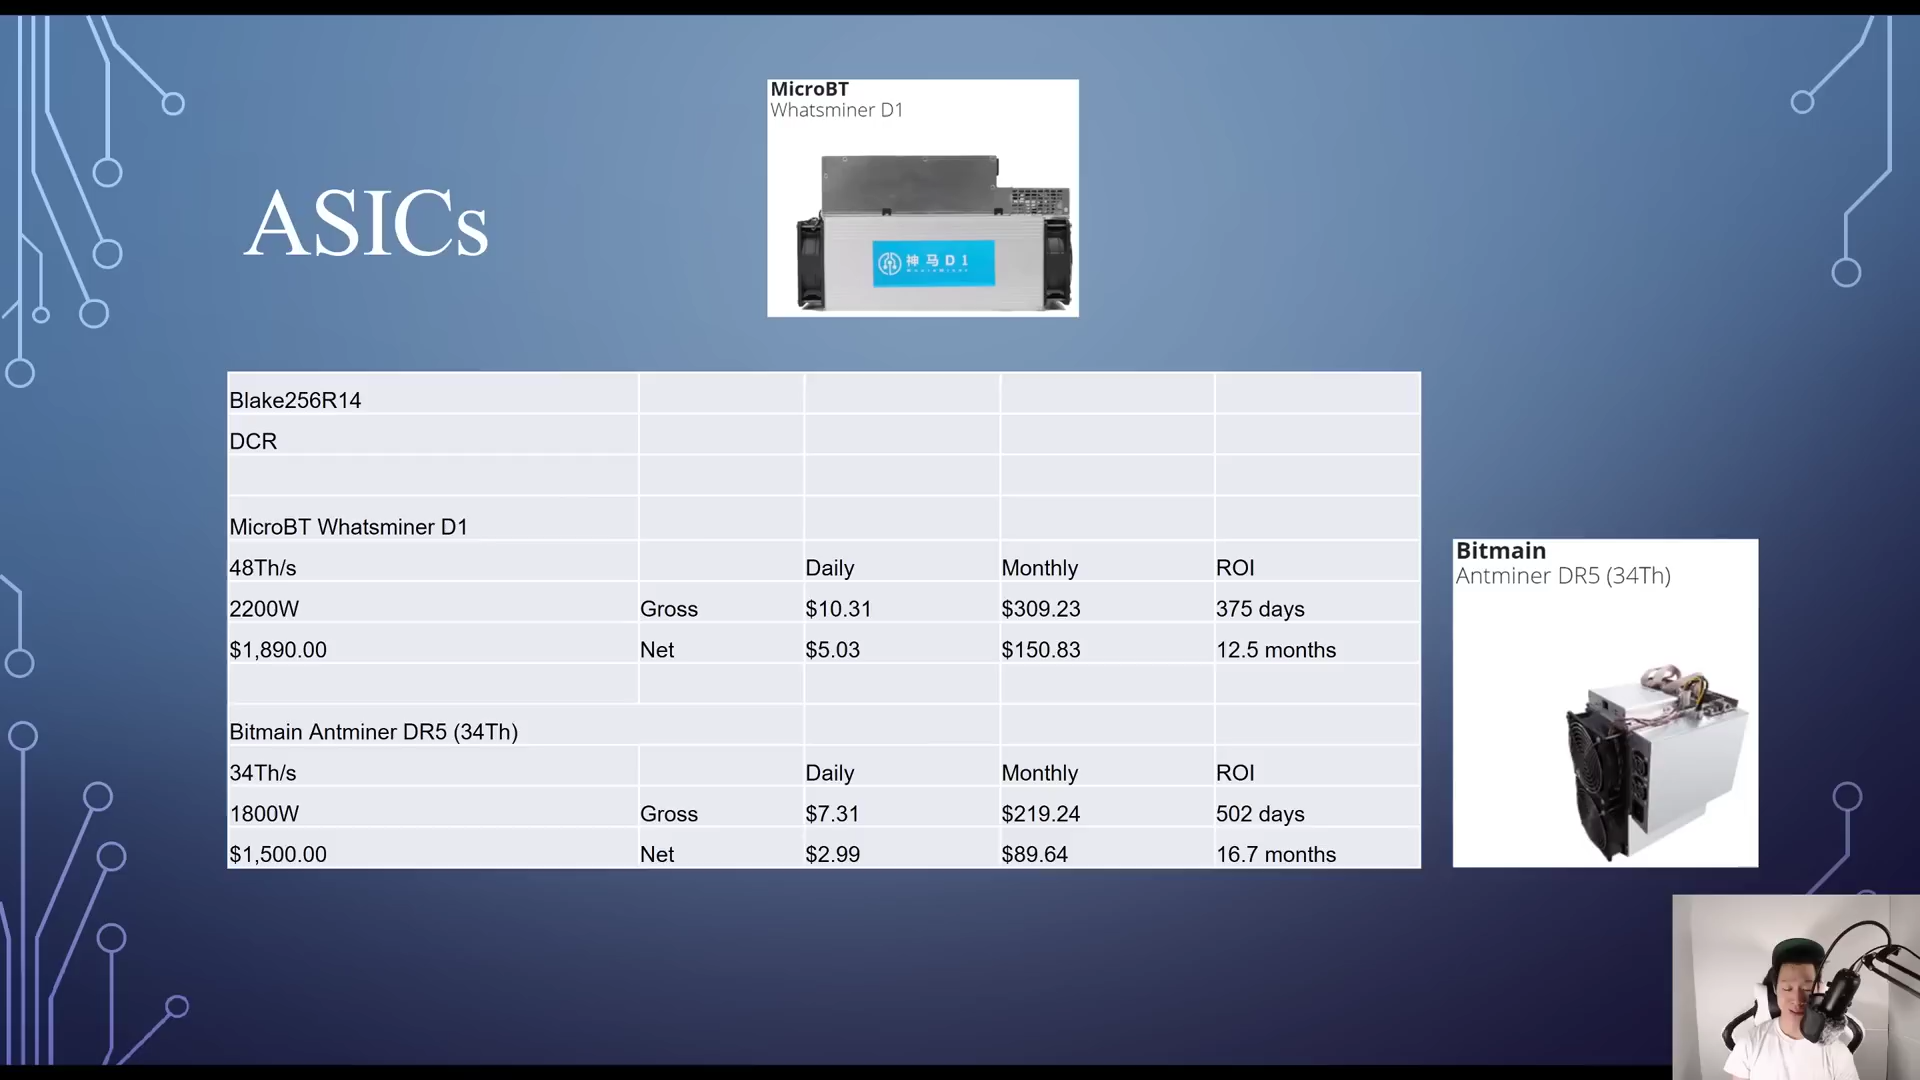 MicroBT
Whatsminer D1
神马D1
ASICs
Blake256R14
DCR
MicroBT Whatsminer D1
48Th/s Daily Monthly ROI
2200W Gross $10.31 $309.23 375 days
$1,890.00 Net $5.03 $150.83 12.5 months
Bitmain Antminer DR5 (34Th)
34Th/s Daily Monthly ROI
1800W Gross $7.31 $219.24 502 days
$1,500.00 Net $2.99 $89.64 16.7 months
Bitmain
Antminer DR5 (34Th)